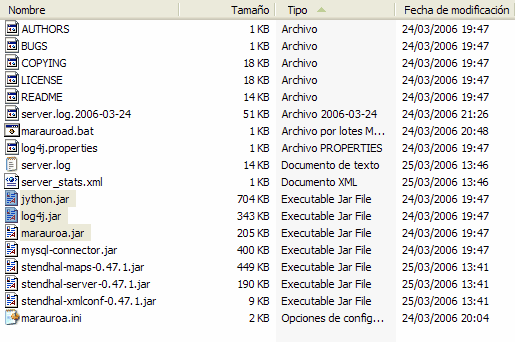 Nombre Tamaño Tipo Fecha de modificación
AUTHORS 1 KB Archivo 24/03/2006 19:47
BUGS 1 KB Archivo 24/03/2006 19:47
COPYING 18 KB Archivo 24/03/2006 19:47
LICENSE 18 KB Archivo 24/03/2006 19:47
README 14 KB Archivo 24/03/2006 19:47
server.log.2006-03-24 51 KB Archivo 2006-03-24 24/03/2006 21:26
marauroad.bat 1 KB Archivo por lotes M... 24/03/2006 20:48
log4j.properties 1 KB Archivo PROPERTIES 24/03/2006 19:47
server.log 14 KB Documento de texto 25/03/2006 13:46
server_stats.xml 1 KB Documento XML 25/03/2006 13:46
jython.jar 704 KB Executable Jar File 24/03/2006 19:47
log4j.jar 343 KB Executable Jar File 24/03/2006 19:47
marauroa.jar 205 KB Executable Jar File 24/03/2006 19:47
mysql-connector.jar 400 KB Executable Jar File 24/03/2006 19:47
stendhal-maps-0.47.1.jar 449 KB Executable Jar File 25/03/2006 13:41
stendhal-server-0.47.1.jar 190 KB Executable Jar File 25/03/2006 13:41
stendhal-xmlconf-0.47.1.jar 9 KB Executable Jar File 25/03/2006 13:41
marauroa.ini 2 KB Opciones de config... 24/03/2006 20:04